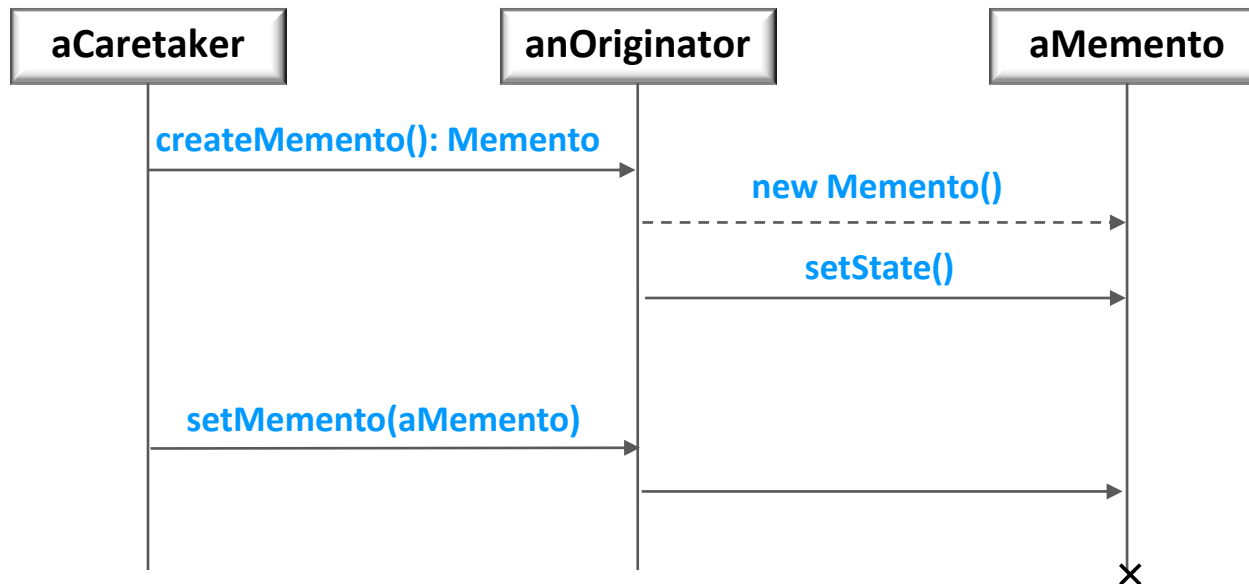 aCaretaker
anOriginator
aMemento
createMemento(): Memento
new Memento()
setState()
setMemento(aMemento)